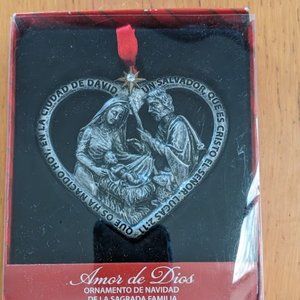 QUE OS HA NACIDO HOY, EN LA CIUDAD DE DAVID, UN SALVADOR, QUE ES CRISTO EL SEÑOR. LUCAS 2:11
Amor de Dios
ORNAMENTO DE NAVIDAD
DE LA SAGRADA FAMILIA